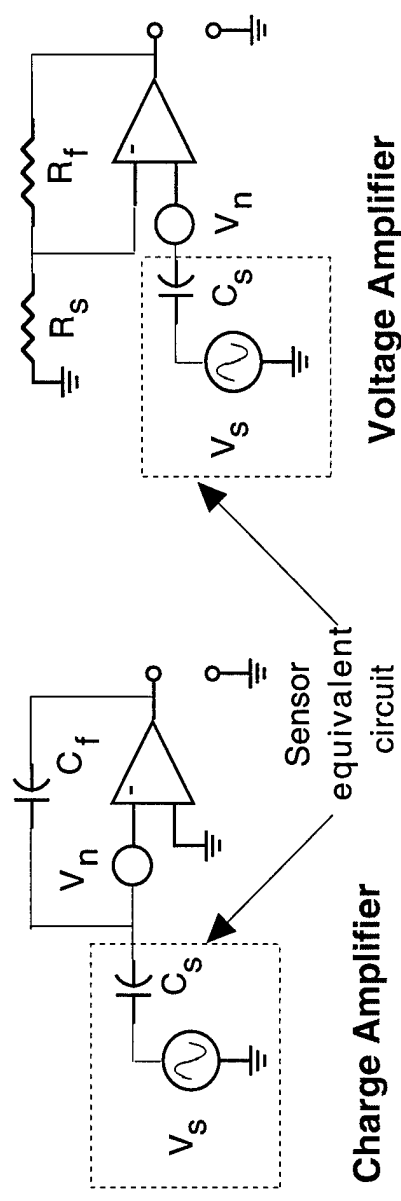 C_f
V_n
-
C_s
V_s
Charge Amplifier
Sensor
equivalent
circuit
R_s
R_f
-
V_n
C_s
V_s
Voltage Amplifier